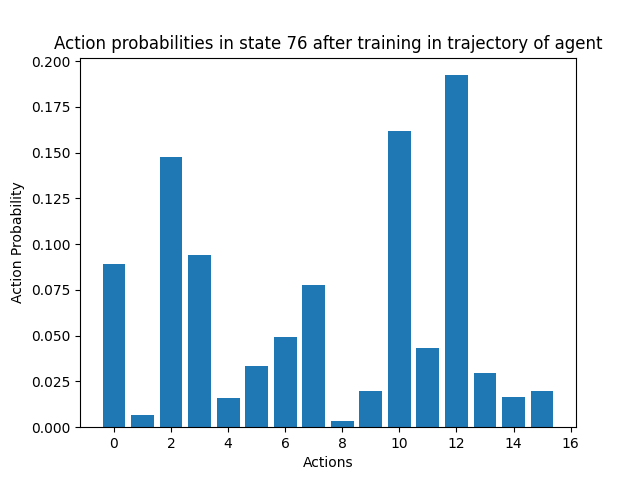 Action probabilities in state 76 after training in trajectory of agent
0.200
0.175
0.150
0.125
0.100
0.075
0.050
0.025
0.000
Action Probability
0 2 4 6 8 10 12 14 16
Actions